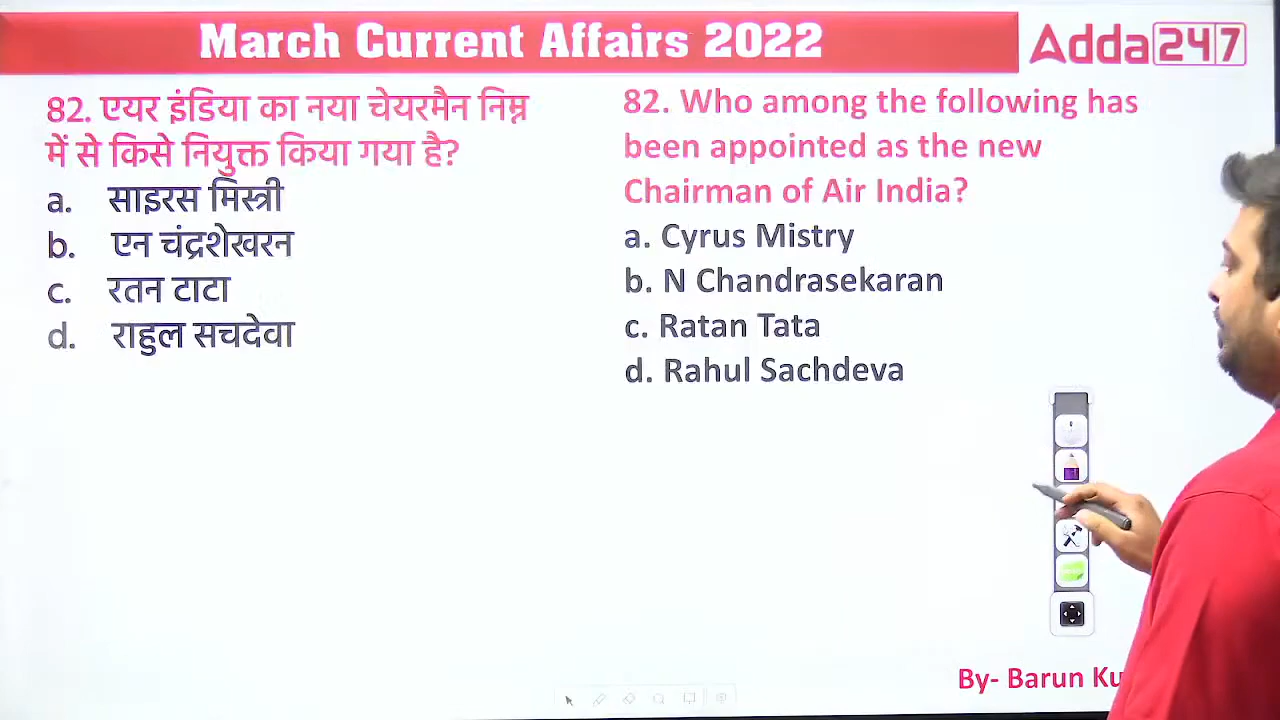 March Current Affairs 2022
Adda247
82. एयर इंडिया का नया चेयरमैन निम्न
में से किसे नियुक्त किया गया है?
a. साइरस मिस्त्री
b. एन चंद्रशेखरन
c. रतन टाटा
d. राहुल सचदेवा
82. Who among the following has
been appointed as the new
Chairman of Air India?
a. Cyrus Mistry
b. N Chandrasekaran
c. Ratan Tata
d. Rahul Sachdeva
By- Barun Ku